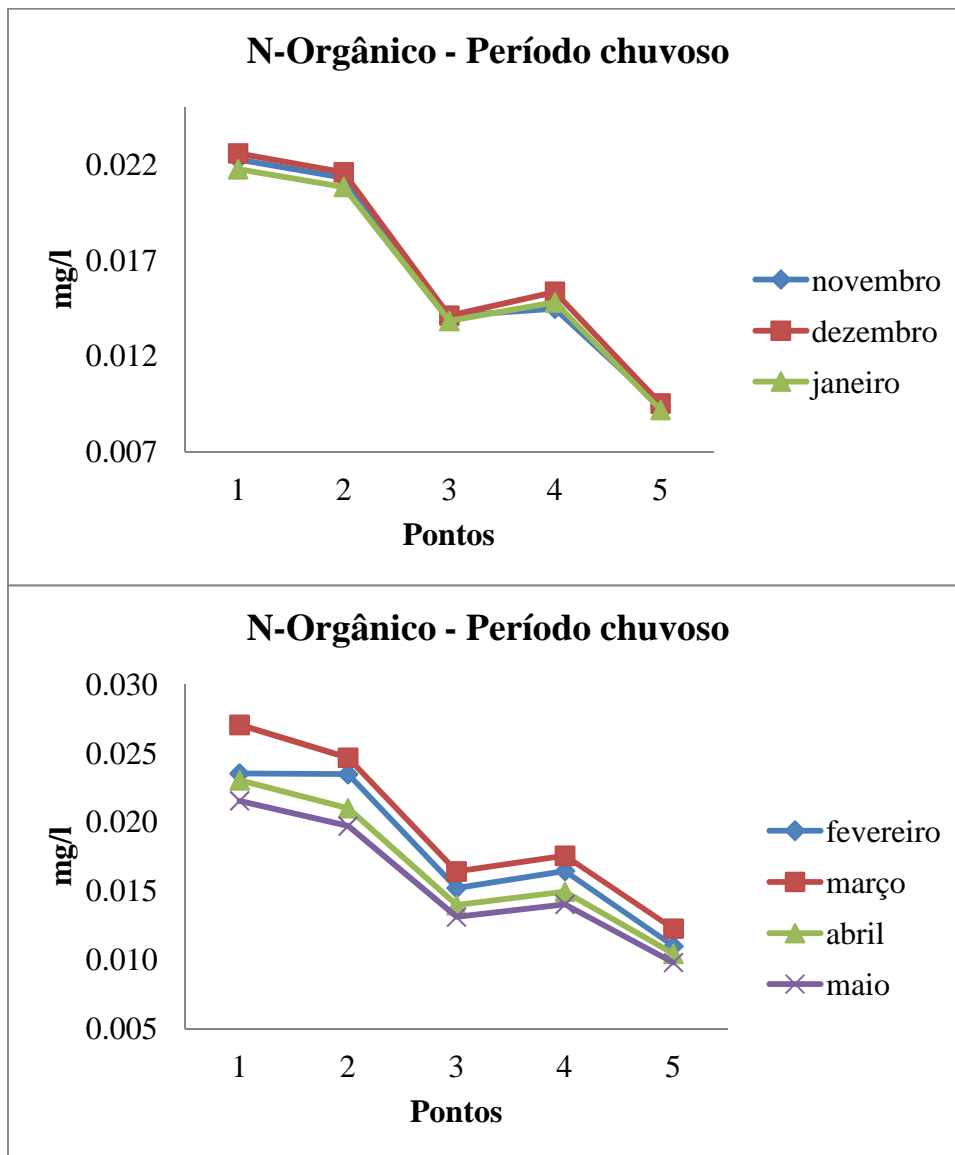 N-Orgânico - Período chuvoso
0.022
0.017
0.012
0.007
mg/l
1 2 3 4 5
Pontos
novembro
dezembro
janeiro
N-Orgânico - Período chuvoso
0.030
0.025
0.020
0.015
0.010
0.005
mg/l
1 2 3 4 5
Pontos
fevereiro
março
abril
maio